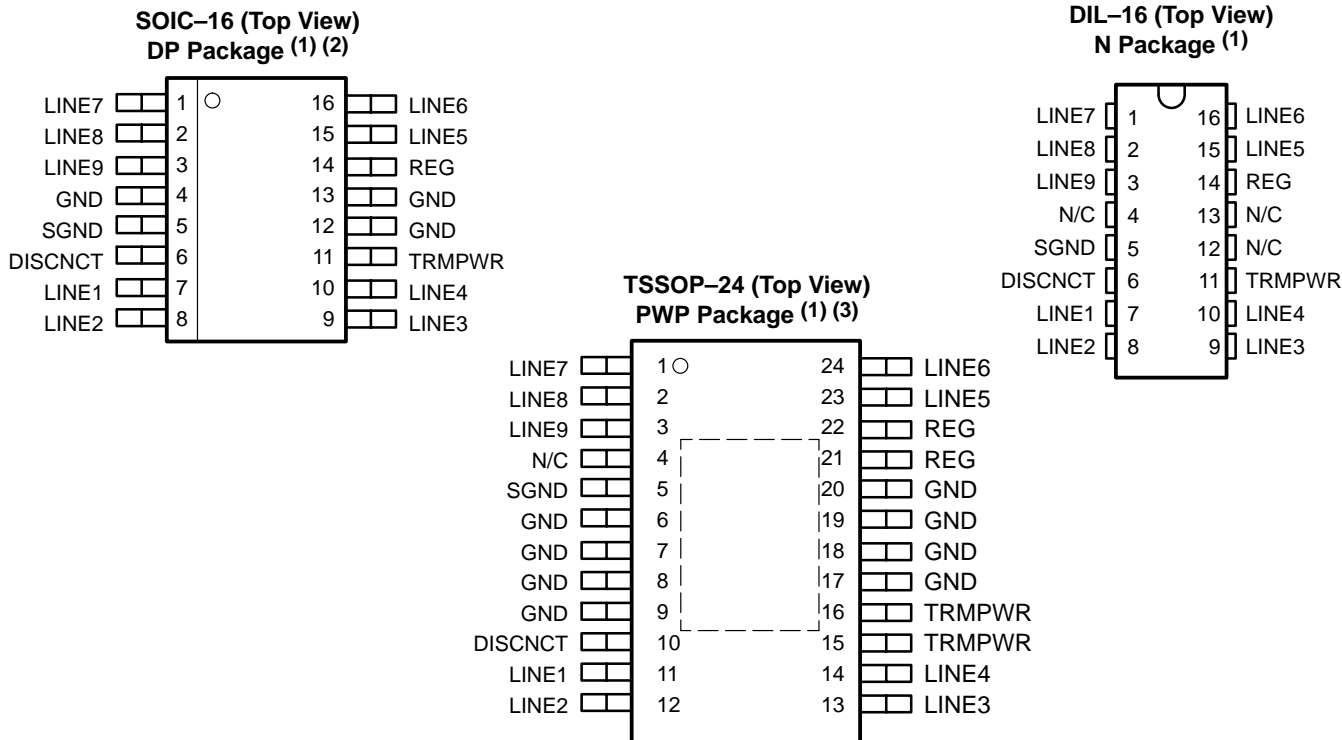 SOIC–16 (Top View)
DP Package (1) (2)
LINE7 1 16 LINE6
LINE8 2 15 LINE5
LINE9 3 14 REG
GND 4 13 GND
SGND 5 12 GND
DISCNCT 6 11 TRMPWR
LINE1 7 10 LINE4
LINE2 8 9 LINE3
DIL–16 (Top View)
N Package (1)
LINE7 1 16 LINE6
LINE8 2 15 LINE5
LINE9 3 14 REG
N/C 4 13 N/C
SGND 5 12 N/C
DISCNCT 6 11 TRMPWR
LINE1 7 10 LINE4
LINE2 8 9 LINE3
TSSOP–24 (Top View)
PWP Package (1) (3)
LINE7 1 24 LINE6
LINE8 2 23 LINE5
LINE9 3 22 REG
N/C 4 21 REG
SGND 5 20 GND
GND 6 19 GND
GND 7 18 GND
GND 8 17 GND
GND 9 16 TRMPWR
DISCNCT 10 15 TRMPWR
LINE1 11 14 LINE4
LINE2 12 13 LINE3